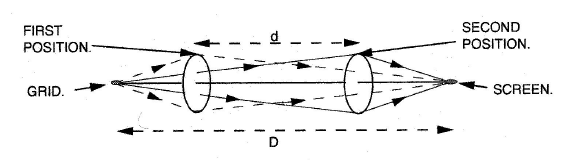 FIRST
POSITION.
d
SECOND
POSITION.
GRID.
SCREEN.
D